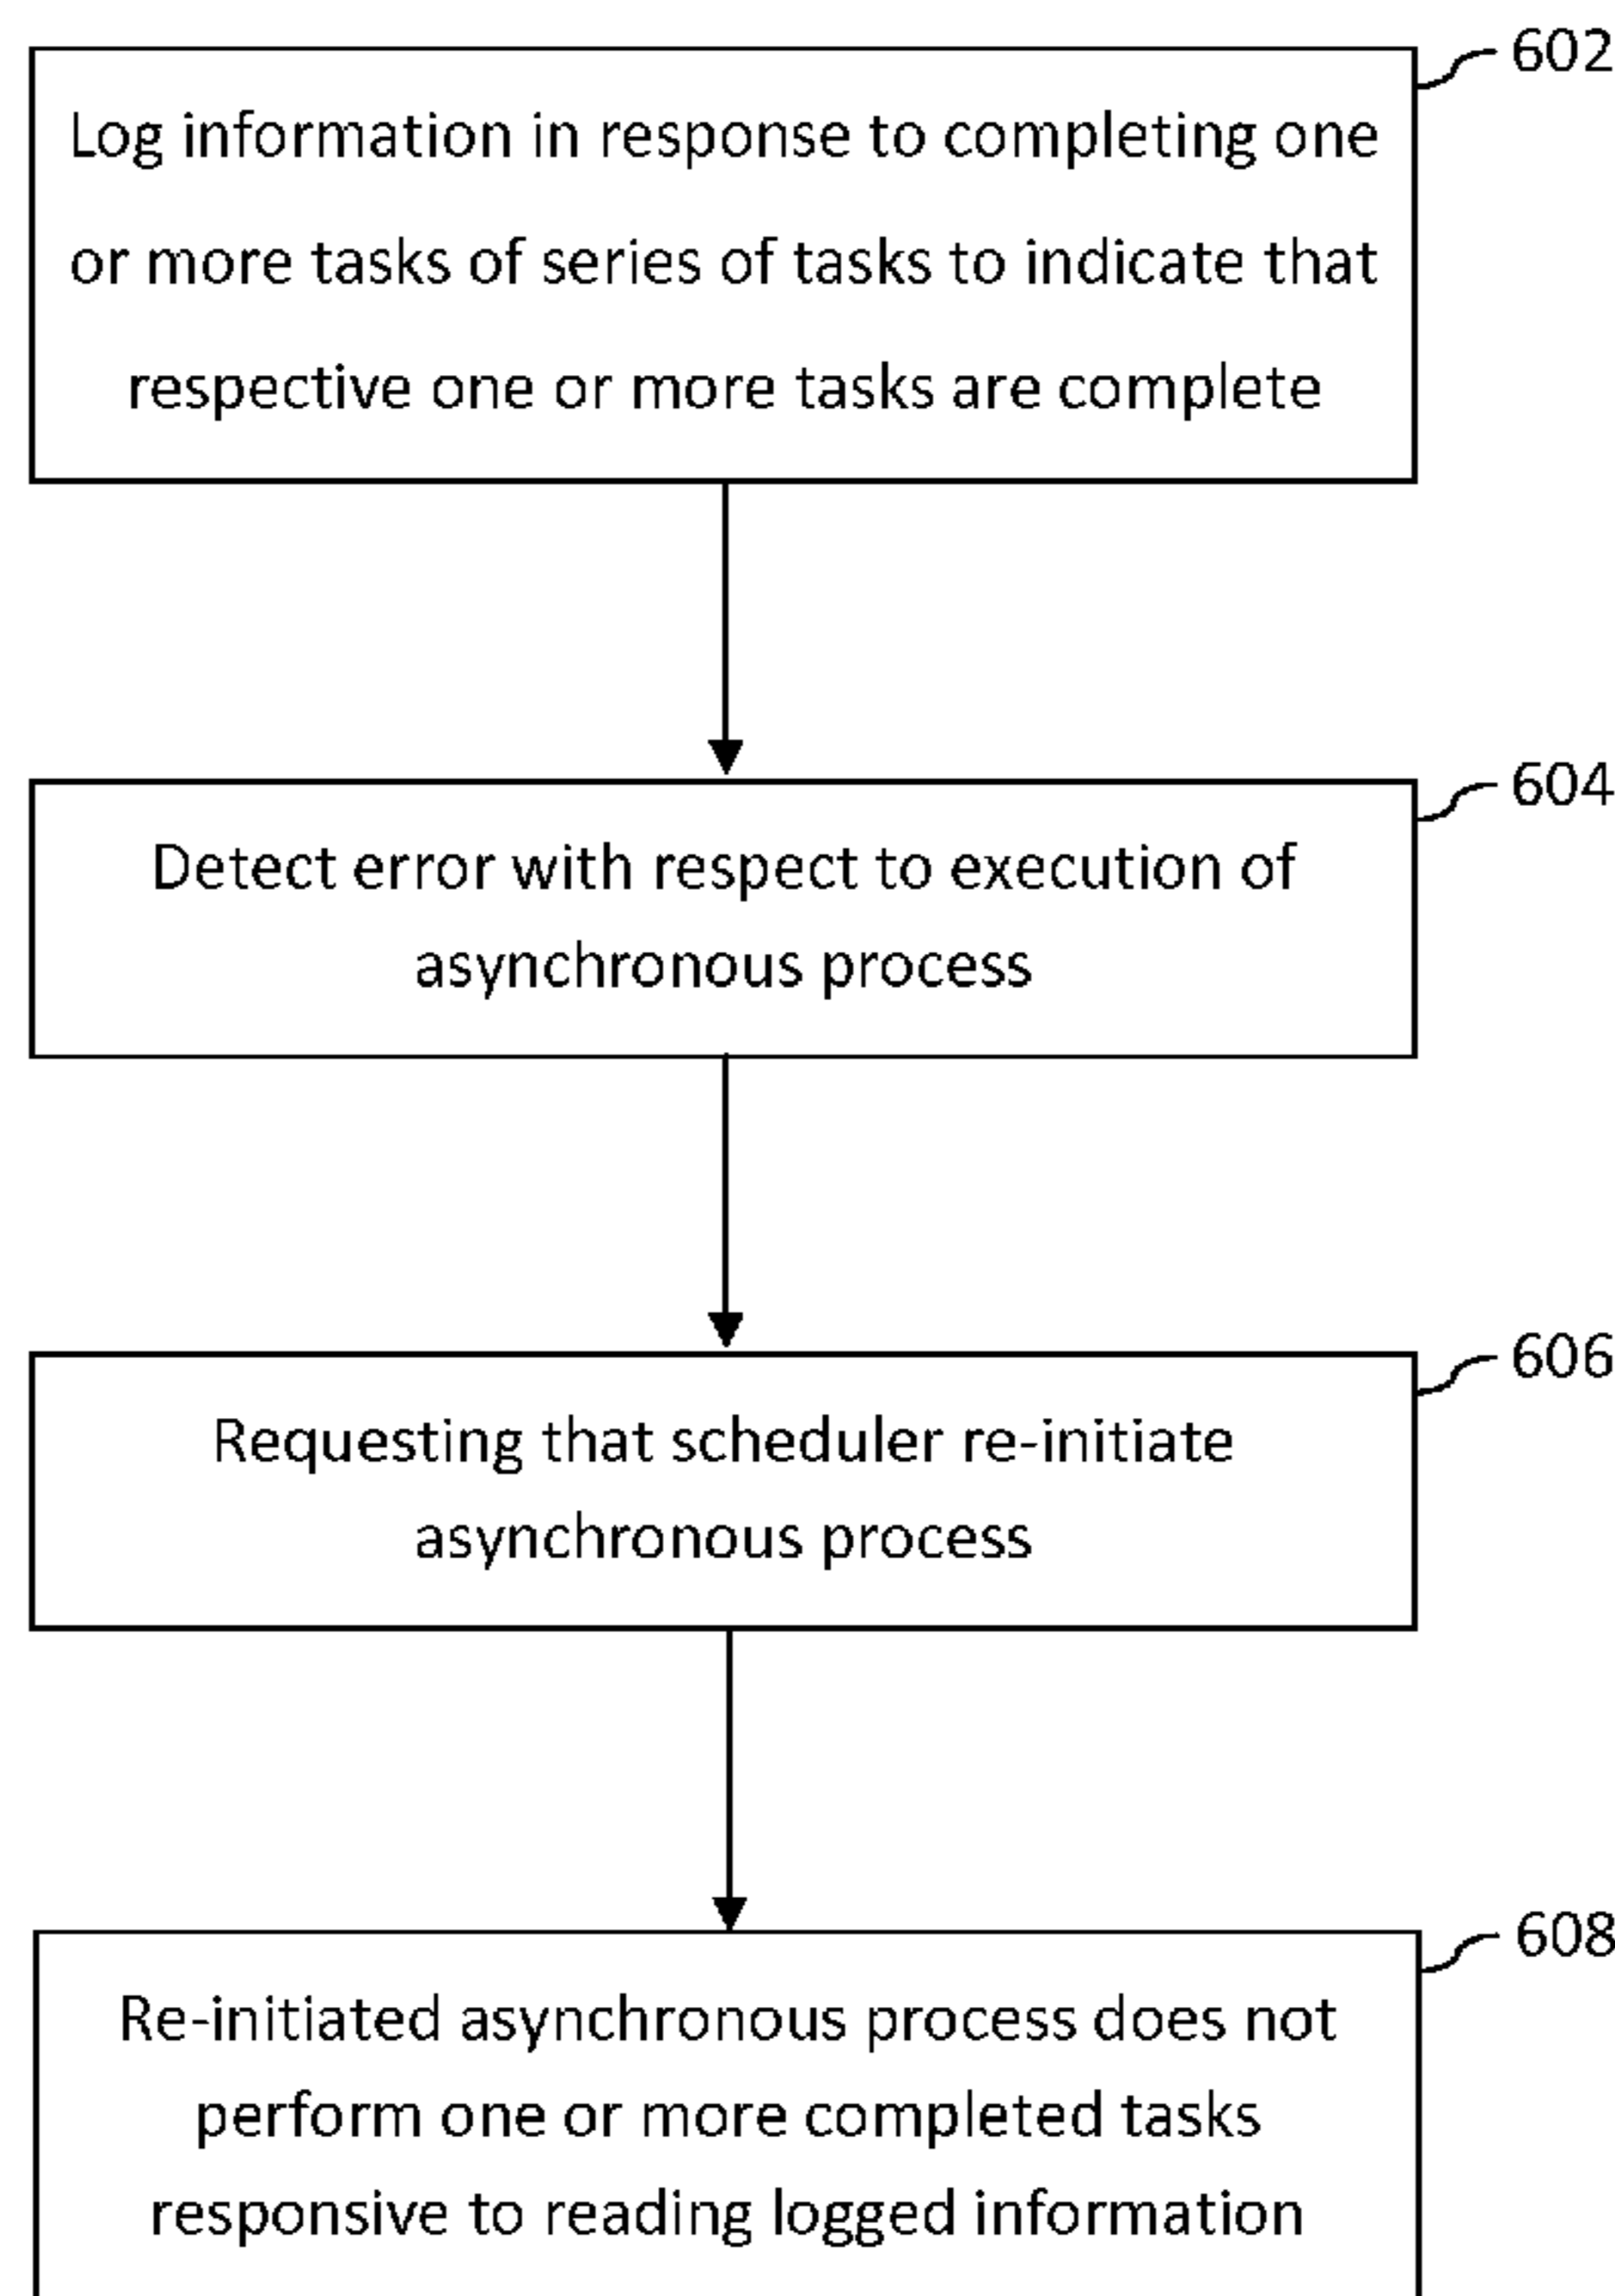 602
Log information in response to completing one
or more tasks of series of tasks to indicate that
respective one or more tasks are complete
604
Detect error with respect to execution of
asynchronous process
606
Requesting that scheduler re-initiate
asynchronous process
608
Re-initiated asynchronous process does not
perform one or more completed tasks
responsive to reading logged information